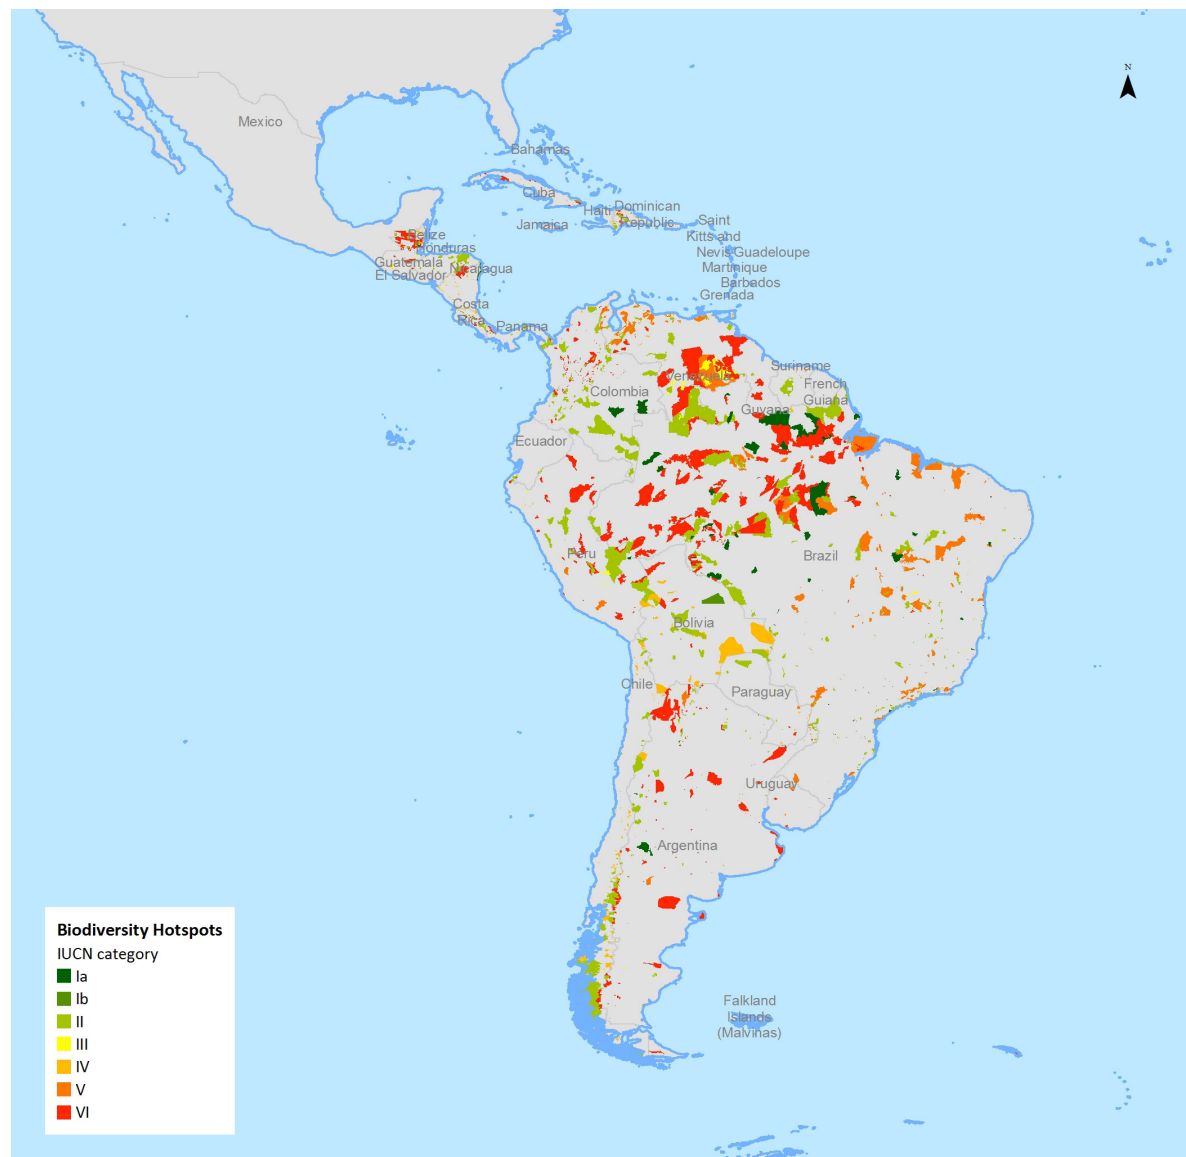 N
Mexico
Bahamas
Cuba
Haiti
Dominican
Republic
Jamaica
Saint
Kitts and
Nevis
Guadeloupe
Martinique
Barbados
Grenada
Belize
Honduras
Guatemala
El Salvador
Nicaragua
Costa
Rica
Panama
Venezuela
Colombia
Suriname
French
Guiana
Guyana
Ecuador
Peru
Brazil
Bolivia
Chile
Paraguay
Uruguay
Argentina
Falkland
Islands
(Malvinas)
Biodiversity Hotspots
IUCN category
Ia
Ib
II
III
IV
V
VI